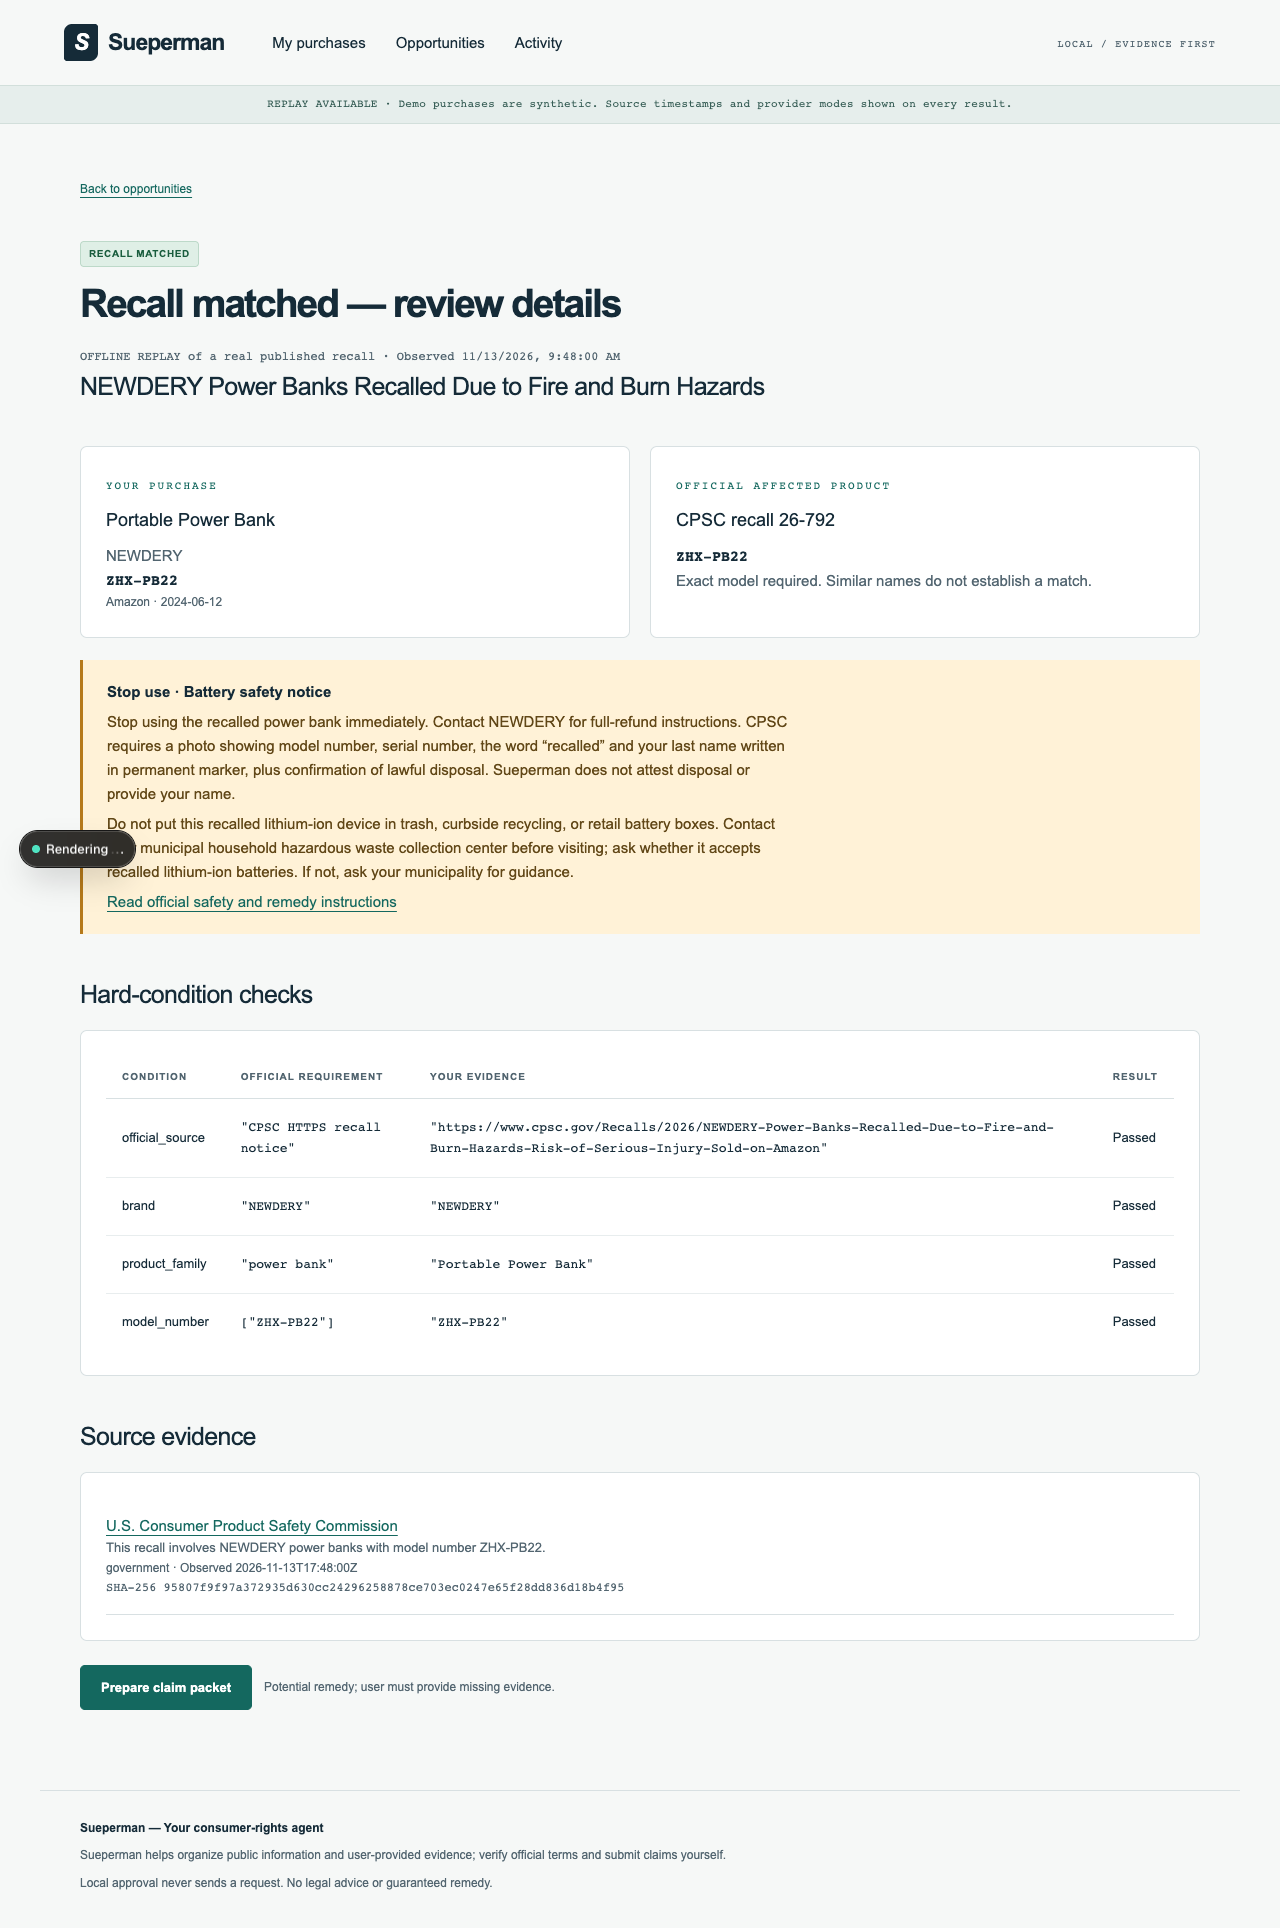 S Sueperman My purchases Opportunities Activity LOCAL / EVIDENCE FIRST
REPLAY AVAILABLE · Demo purchases are synthetic. Source timestamps and provider modes shown on every result.
Back to opportunities
RECALL MATCHED
Recall matched — review details
OFFLINE REPLAY of a real published recall · Observed 11/13/2026, 9:48:00 AM
NEWDERY Power Banks Recalled Due to Fire and Burn Hazards
YOUR PURCHASE
Portable Power Bank
NEWDERY
ZHX-PB22
Amazon · 2024-06-12
OFFICIAL AFFECTED PRODUCT
CPSC recall 26-792
ZHX-PB22
Exact model required. Similar names do not establish a match.
Stop use · Battery safety notice
Stop using the recalled power bank immediately. Contact NEWDERY for full-refund instructions. CPSC
requires a photo showing model number, serial number, the word “recalled” and your last name written
in permanent marker, plus confirmation of lawful disposal. Sueperman does not attest disposal or
provide your name.
Do not put this recalled lithium-ion device in trash, curbside recycling, or retail battery boxes. Contact
municipal household hazardous waste collection center before visiting; ask whether it accepts
recalled lithium-ion batteries. If not, ask your municipality for guidance.
Rendering ...
Read official safety and remedy instructions
Hard-condition checks
CONDITION OFFICIAL REQUIREMENT YOUR EVIDENCE RESULT
official_source "CPSC HTTPS recall notice" "https://www.cpsc.gov/Recalls/2026/NEWDERY-Power-Banks-Recalled-Due-to-Fire-and-Burn-Hazards-Risk-of-Serious-Injury-Sold-on-Amazon" Passed
brand "NEWDERY" "NEWDERY" Passed
product_family "power bank" "Portable Power Bank" Passed
model_number ["ZHX-PB22"] "ZHX-PB22" Passed
Source evidence
U.S. Consumer Product Safety Commission
This recall involves NEWDERY power banks with model number ZHX-PB22.
government · Observed 2026-11-13T17:48:00Z
SHA-256 95807f9f97a372935d630cc24296258878ce703ec0247e65f28dd836d18b4f95
Prepare claim packet Potential remedy; user must provide missing evidence.
Sueperman — Your consumer-rights agent
Sueperman helps organize public information and user-provided evidence; verify official terms and submit claims yourself.
Local approval never sends a request. No legal advice or guaranteed remedy.